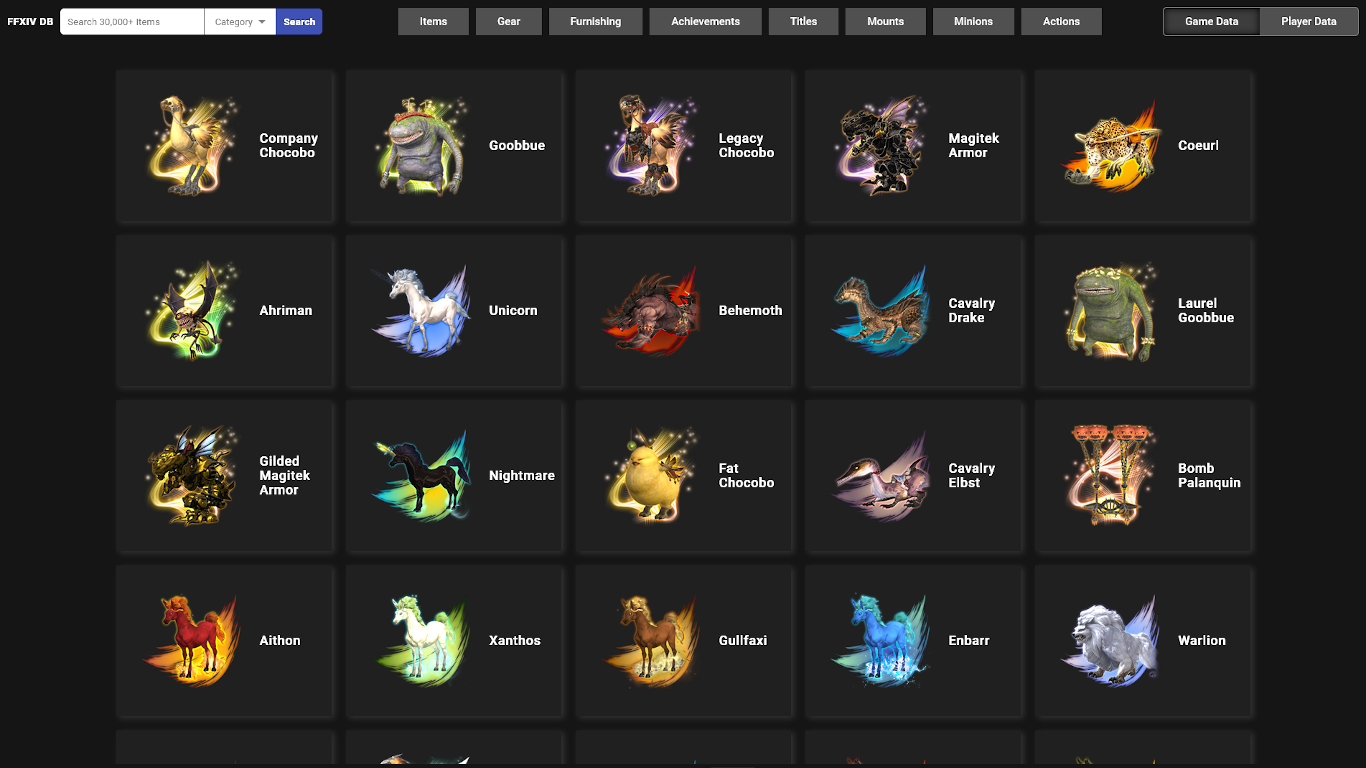 FFXIV DB
Search 30,000+ Items
Category
Search
Items
Gear
Furnishing
Achievements
Titles
Mounts
Minions
Actions
Game Data
Player Data
Company
Chocobo
Goobbue
Legacy
Chocobo
Magitek
Armor
Coeurl
Ahriman
Unicorn
Behemoth
Cavalry
Drake
Laurel
Goobbue
Gilded
Magitek
Armor
Nightmare
Fat
Chocobo
Cavalry
Elbst
Bomb
Palanquin
Aithon
Xanthos
Gullfaxi
Enbarr
Warlion